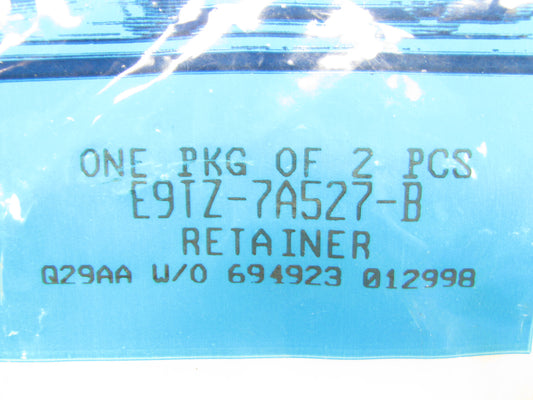 ONE PKG OF 2 PCS
E9TZ-7A527-B
RETAINER
Q29AA W/O 694923 012998